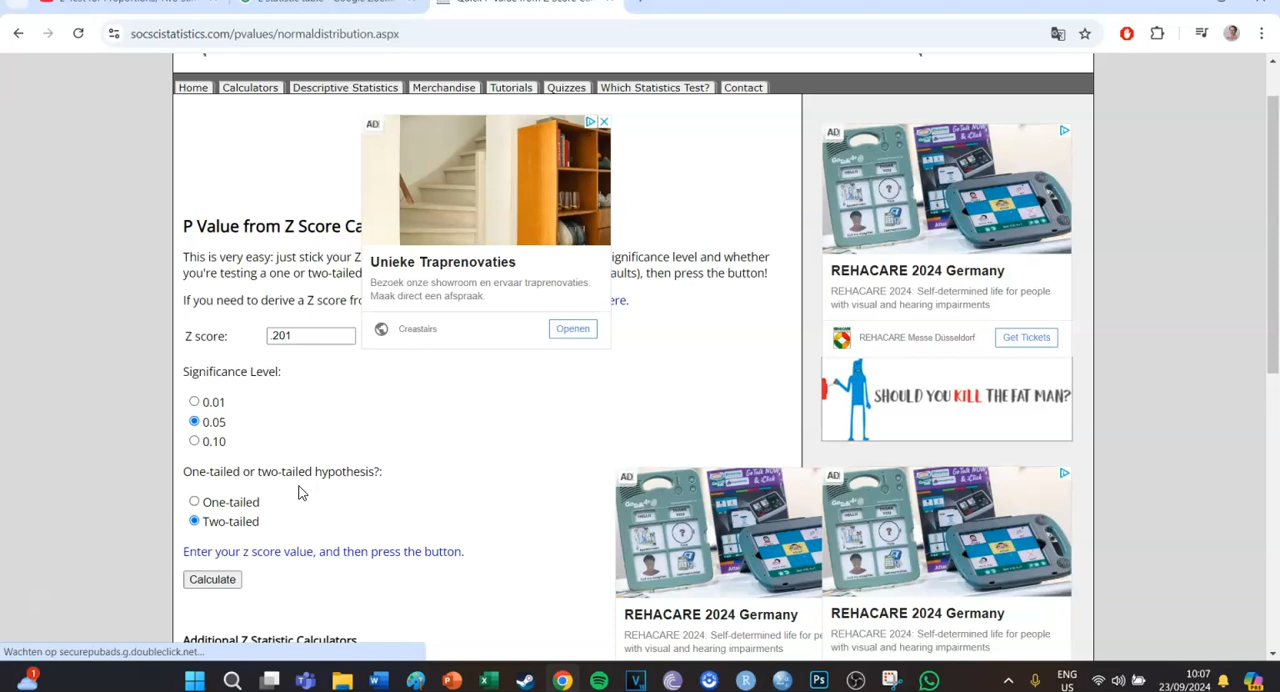 socscistatistics.com/pvalues/normaldistribution.aspx
Home
Calculators
Descriptive Statistics
Merchandise
Tutorials
Quizzes
Which Statistics Test?
Contact
AD
P Value from Z Score Ca
This is very easy: just stick your Z
gnificance level and whether
you're testing a one or two-tailed
aults), then press the button!
If you need to derive a Z score fro
ere.
Unieke Traprenovaties
Bezoek onze showroom en ervaar traprenovaties.
Maak direct een afspraak.
Creastairs
Openen
Z score:
.201
Significance Level:
0.01
0.05
0.10
One-tailed or two-tailed hypothesis?:
One-tailed
Two-tailed
Enter your z score value, and then press the button.
Calculate
Additional Z Statistic Calculators
AD
REHACARE 2024 Germany
REHACARE 2024: Self-determined life for people
with visual and hearing impairments
REHACARE Messe Düsseldorf
Get Tickets
SHOULD YOU KILL THE FAT MAN?
AD
REHACARE 2024 Germany
REHACARE 2024: Self-determined life for pe
with visual and hearing impairments
AD
REHACARE 2024 Germany
REHACARE 2024: Self-determined life for people
with visual and hearing impairments
Wachten op securepubads.g.doubleclick.net...
1
ENG
US
10:07
23/09/2024